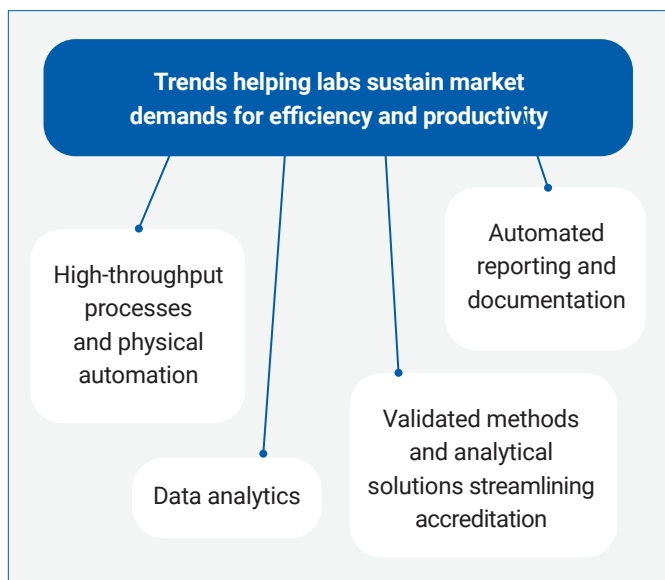 Trends helping labs sustain market
demands for efficiency and productivity
High-throughput
processes
and physical
automation
Data analytics
Validated methods
and analytical
solutions streamlining
accreditation
Automated
reporting and
documentation